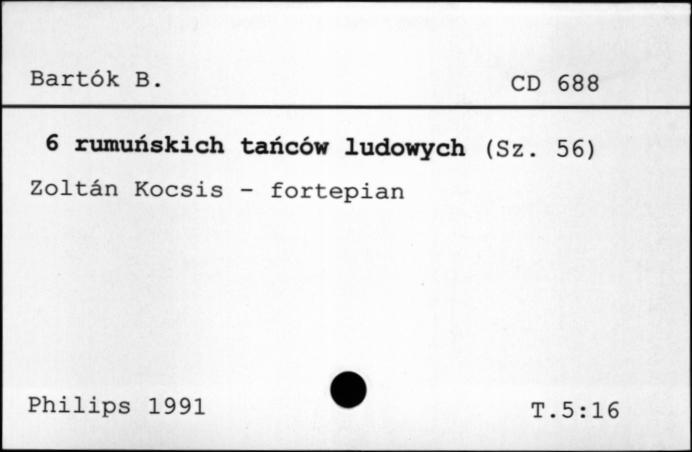 Bartók B.
CD 688
6 rumuńskich tańców ludowych (Sz. 56)
Zoltán Kocsis - fortepian
Philips 1991
T.5:16